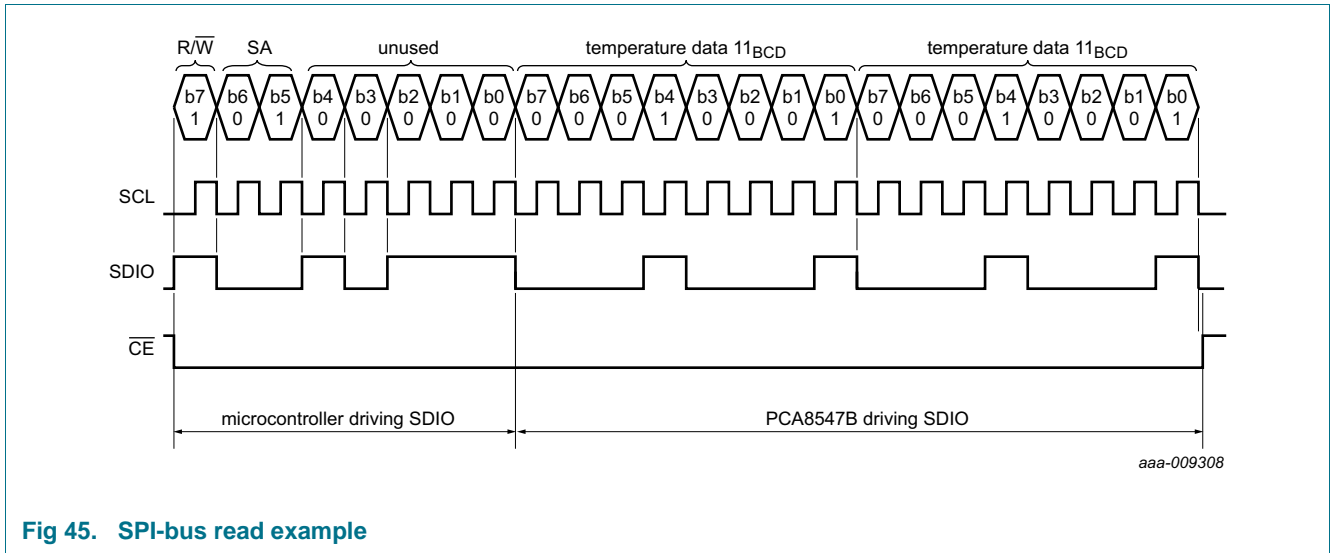 R/W SA unused temperature data 11BCD temperature data 11BCD
b7 b6 b5 b4 b3 b2 b1 b0 b7 b6 b5 b4 b3 b2 b1 b0 b7 b6 b5 b4 b3 b2 b1 b0
1 0 1 0 0 0 0 0 0 0 0 1 0 0 0 1 0 0 0 1 0 0 0 1
SCL
SDIO
CE
microcontroller driving SDIO PCA8547B driving SDIO
aaa-009308
Fig 45. SPI-bus read example